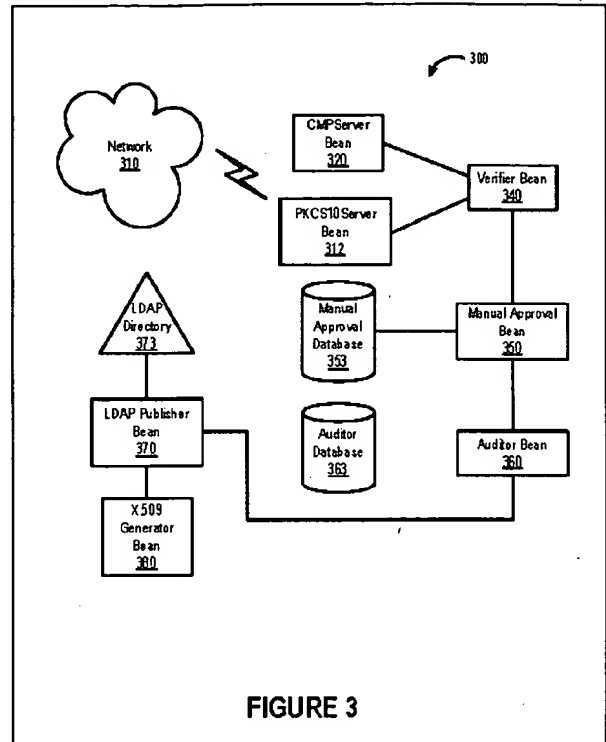 300
Network
310
CMPServer
Bean
320
Verifier Bean
340
PKCS10Server
Bean
312
LDAP
Directory
373
Manual
Approval
Database
353
Manual Approval
Bean
350
LDAP Publisher
Bean
370
Auditor
Database
363
Auditor Bean
360
X509
Generator
Bean
380
FIGURE 3